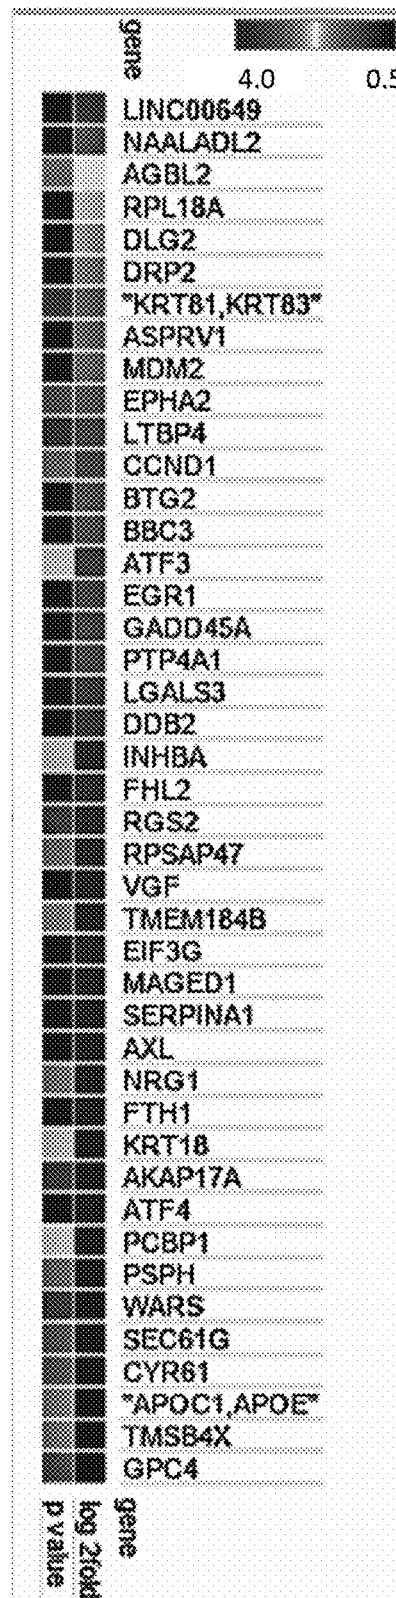 gene
4.0 0.5
LINC00649
NAALADL2
AGBL2
RPL18A
DLG2
DRP2
"KRT81,KRT83"
ASPRV1
MDM2
EPHA2
LTBP4
CCND1
BTG2
BBC3
ATF3
EGR1
GADD45A
PTP4A1
LGALS3
DDB2
INHBA
FHL2
RGS2
RPSAP47
VGF
TMEM184B
EIF3G
MAGED1
SERPINA1
AXL
NRG1
FTH1
KRT18
AKAP17A
ATF4
PCBP1
PSPH
WARS
SEC61G
CYR61
"APOC1,APOE"
TMSB4X
GPC4
p value
log 2fold
gene